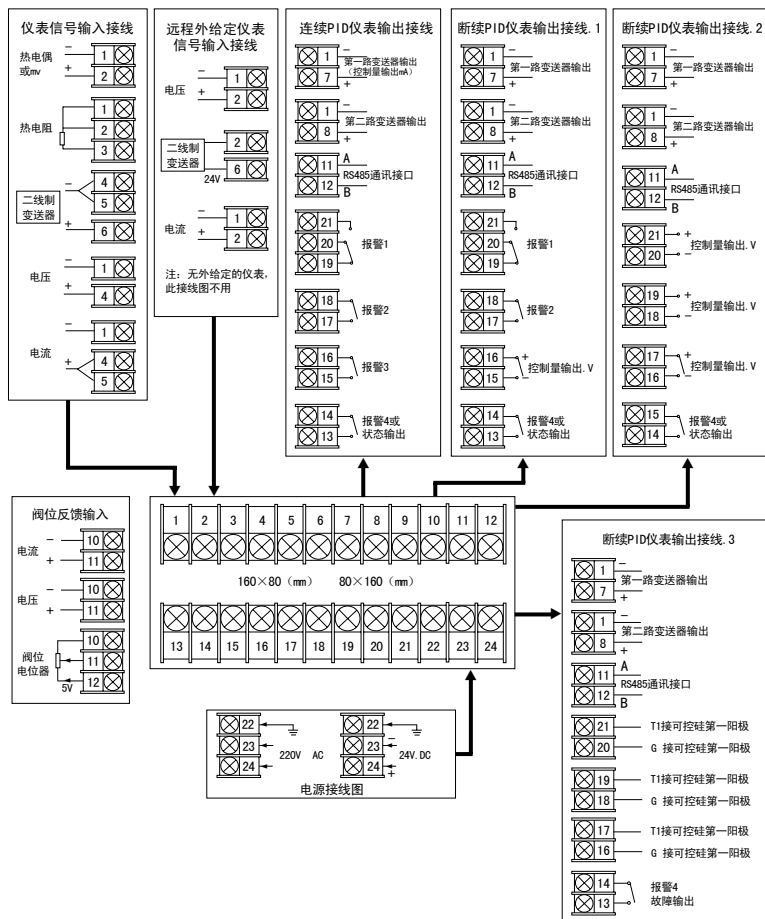 仪表信号输入接线
热电偶
或mv
-
+
1
2
热电阻
1
2
3
二线制
变送器
-
+
4
5
6
电压
-
+
1
4
电流
-
+
1
4
5
远程外给定仪表
信号输入接线
电压
-
+
1
2
二线制
变送器
24V
2
6
电流
-
+
1
2
注：无外给定的仪表,
此接线图不用
连续PID仪表输出接线
1
7
-
第一路变送器输出
(控制量输出mA)
+
1
8
-
第二路变送器输出
+
11
12
A
RS485通讯接口
B
21
20
19
报警1
18
17
报警2
16
15
报警3
14
13
报警4或
状态输出
断续PID仪表输出接线.1
1
7
-
第一路变送器输出
+
1
8
-
第二路变送器输出
+
11
12
A
RS485通讯接口
B
21
20
19
报警1
18
17
报警2
16
15
+
控制量输出.V
-
14
13
报警4或
状态输出
断续PID仪表输出接线.2
1
7
-
第一路变送器输出
+
1
8
-
第二路变送器输出
+
11
12
A
RS485通讯接口
B
21
20
+
控制量输出.V
-
19
18
+
控制量输出.V
-
17
16
+
控制量输出.V
-
15
14
报警4或
状态输出
阀位反馈输入
电流
-
+
10
11
电压
-
+
10
11
阀位
电位器
5V
10
11
12
1 2 3 4 5 6 7 8 9 10 11 12
160×80（mm） 80×160（mm）
13 14 15 16 17 18 19 20 21 22 23 24
22
23
24
220V AC
22
23
24
-
24V.DC
+
电源接线图
断续PID仪表输出接线.3
1
7
-
第一路变送器输出
+
1
8
-
第二路变送器输出
+
11
12
A
RS485通讯接口
B
21
20
T1接可控硅第一阳极
G 接可控硅第一阳极
19
18
T1接可控硅第一阳极
G 接可控硅第一阳极
17
16
T1接可控硅第一阳极
G 接可控硅第一阳极
14
13
报警4
故障输出